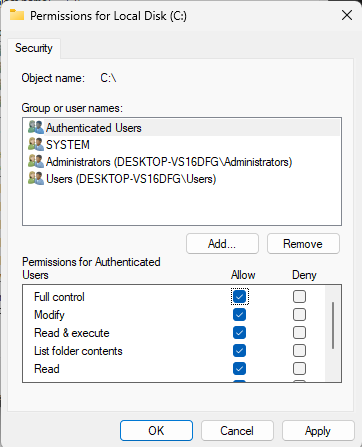 Permissions for Local Disk (C:)
Security
Object name: C:\
Group or user names:
Authenticated Users
SYSTEM
Administrators (DESKTOP-VS16DFG\Administrators)
Users (DESKTOP-VS16DFG\Users)
Add... Remove
Permissions for Authenticated
Users Allow Deny
Full control
Modify
Read & execute
List folder contents
Read
OK Cancel Apply